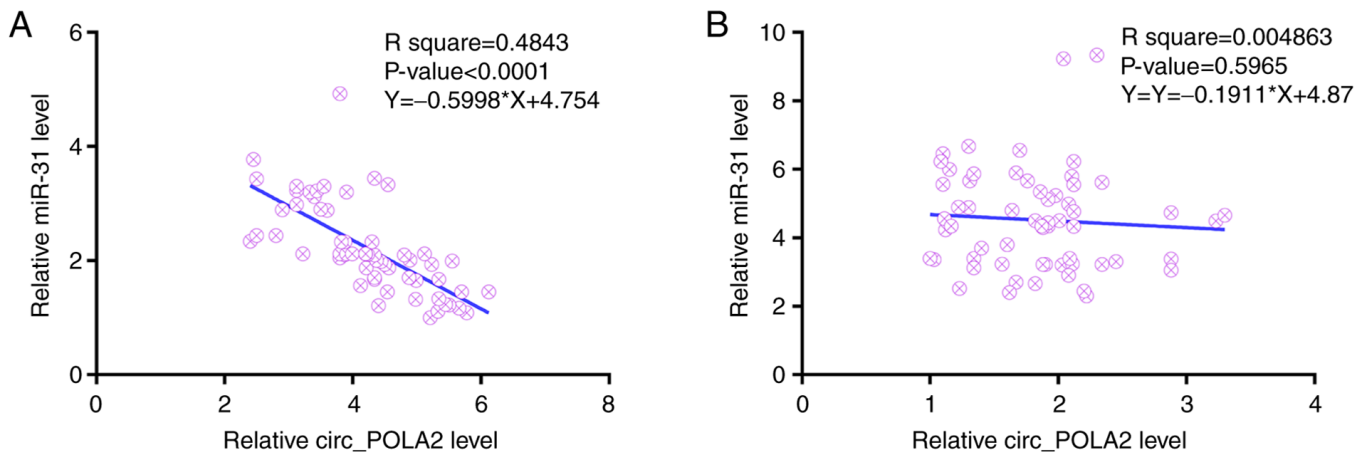 A
R square=0.4843
P-value<0.0001
Y=−0.5998*X+4.754
Relative miR-31 level
6
4
2
0
0 2 4 6 8
Relative circ_POLA2 level
B
R square=0.004863
P-value=0.5965
Y=Y=−0.1911*X+4.87
Relative miR-31 level
10
8
6
4
2
0
0 1 2 3 4
Relative circ_POLA2 level